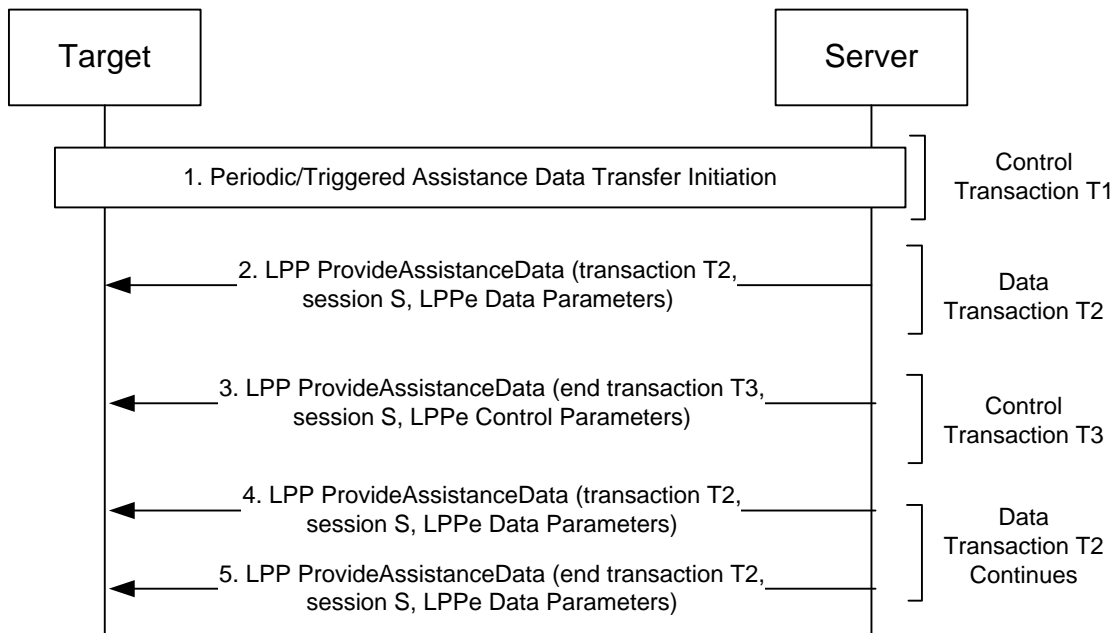 Target
Server
1. Periodic/Triggered Assistance Data Transfer Initiation
Control
Transaction T1
2. LPP ProvideAssistanceData (transaction T2,
session S, LPPe Data Parameters)
Data
Transaction T2
3. LPP ProvideAssistanceData (end transaction T3,
session S, LPPe Control Parameters)
Control
Transaction T3
4. LPP ProvideAssistanceData (transaction T2,
session S, LPPe Data Parameters)
Data
Transaction T2
Continues
5. LPP ProvideAssistanceData (end transaction T2,
session S, LPPe Data Parameters)